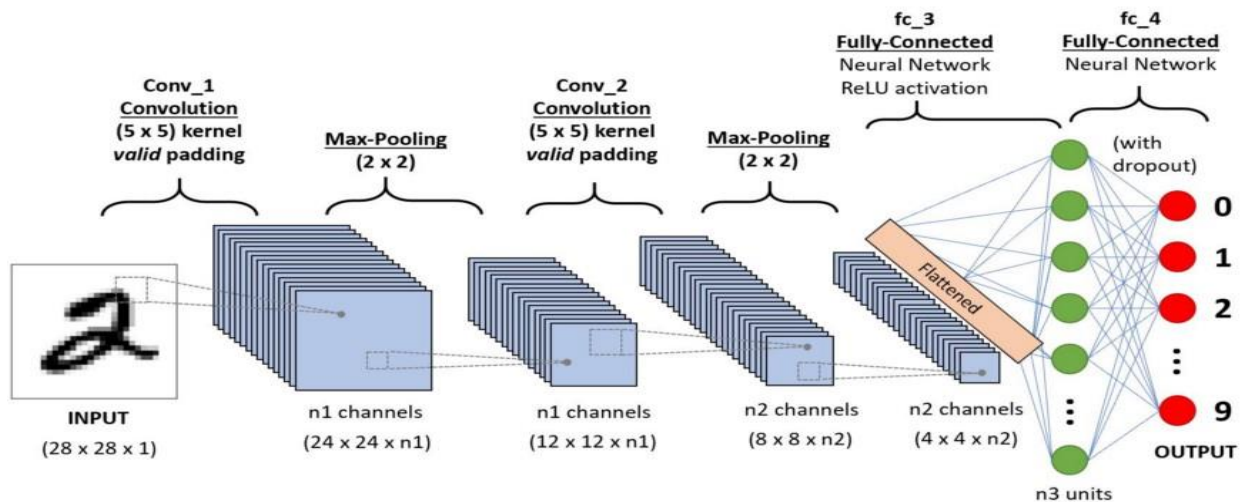 fc_3
Fully-Connected
Neural Network
ReLU activation
fc_4
Fully-Connected
Neural Network
Conv_1
Convolution
(5 x 5) kernel
valid padding
Max-Pooling
(2 x 2)
Conv_2
Convolution
(5 x 5) kernel
valid padding
Max-Pooling
(2 x 2)
(with
dropout)
Flattened
0
1
2
9
OUTPUT
INPUT
(28 x 28 x 1)
n1 channels
(24 x 24 x n1)
n1 channels
(12 x 12 x n1)
n2 channels
(8 x 8 x n2)
n2 channels
(4 x 4 x n2)
n3 units
2